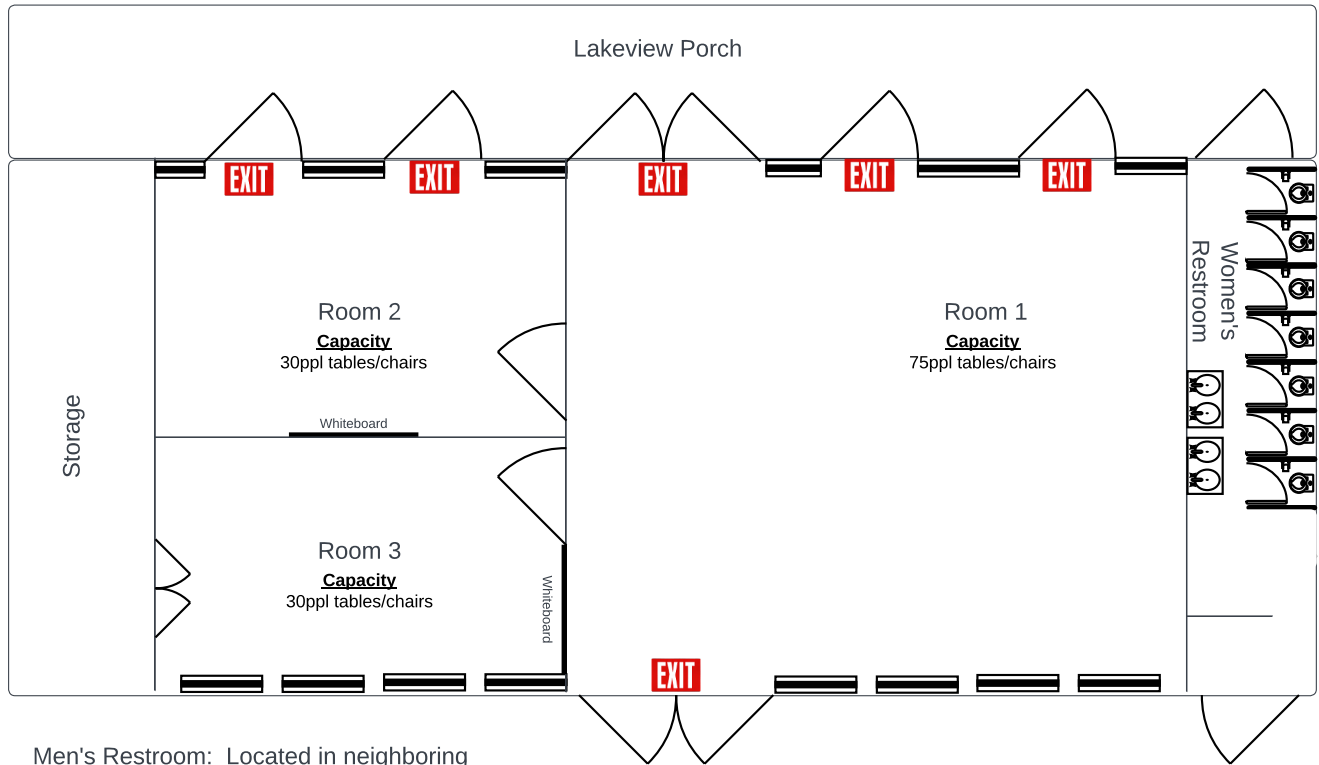 Lakeview Porch
EXIT
EXIT
EXIT
EXIT
EXIT
Room 2
Capacity
30ppl tables/chairs
Whiteboard
Room 1
Capacity
75ppl tables/chairs
Women's
Restroom
Storage
Room 3
Capacity
30ppl tables/chairs
Whiteboard
EXIT
Men's Restroom: Located in neighboring